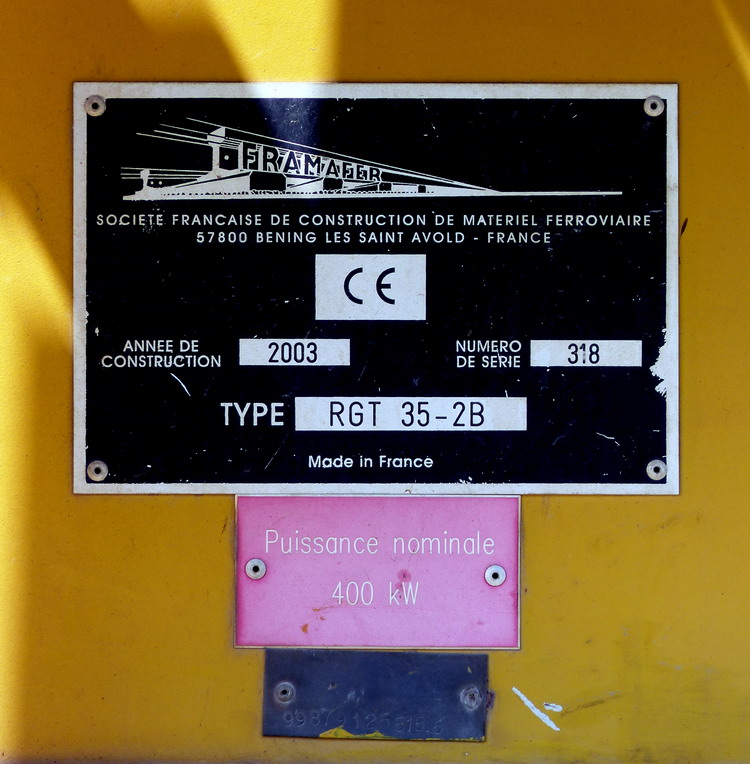 FRAMAFER
SOCIETE FRANCAISE DE CONSTRUCTION DE MATERIEL FERROVIAIRE
57800 BENING LES SAINT AVOLD - FRANCE
CE
ANNEE DE CONSTRUCTION 2003
NUMERO DE SERIE 318
TYPE RGT 35-2B
Made in France
Puissance nominale
400 kW